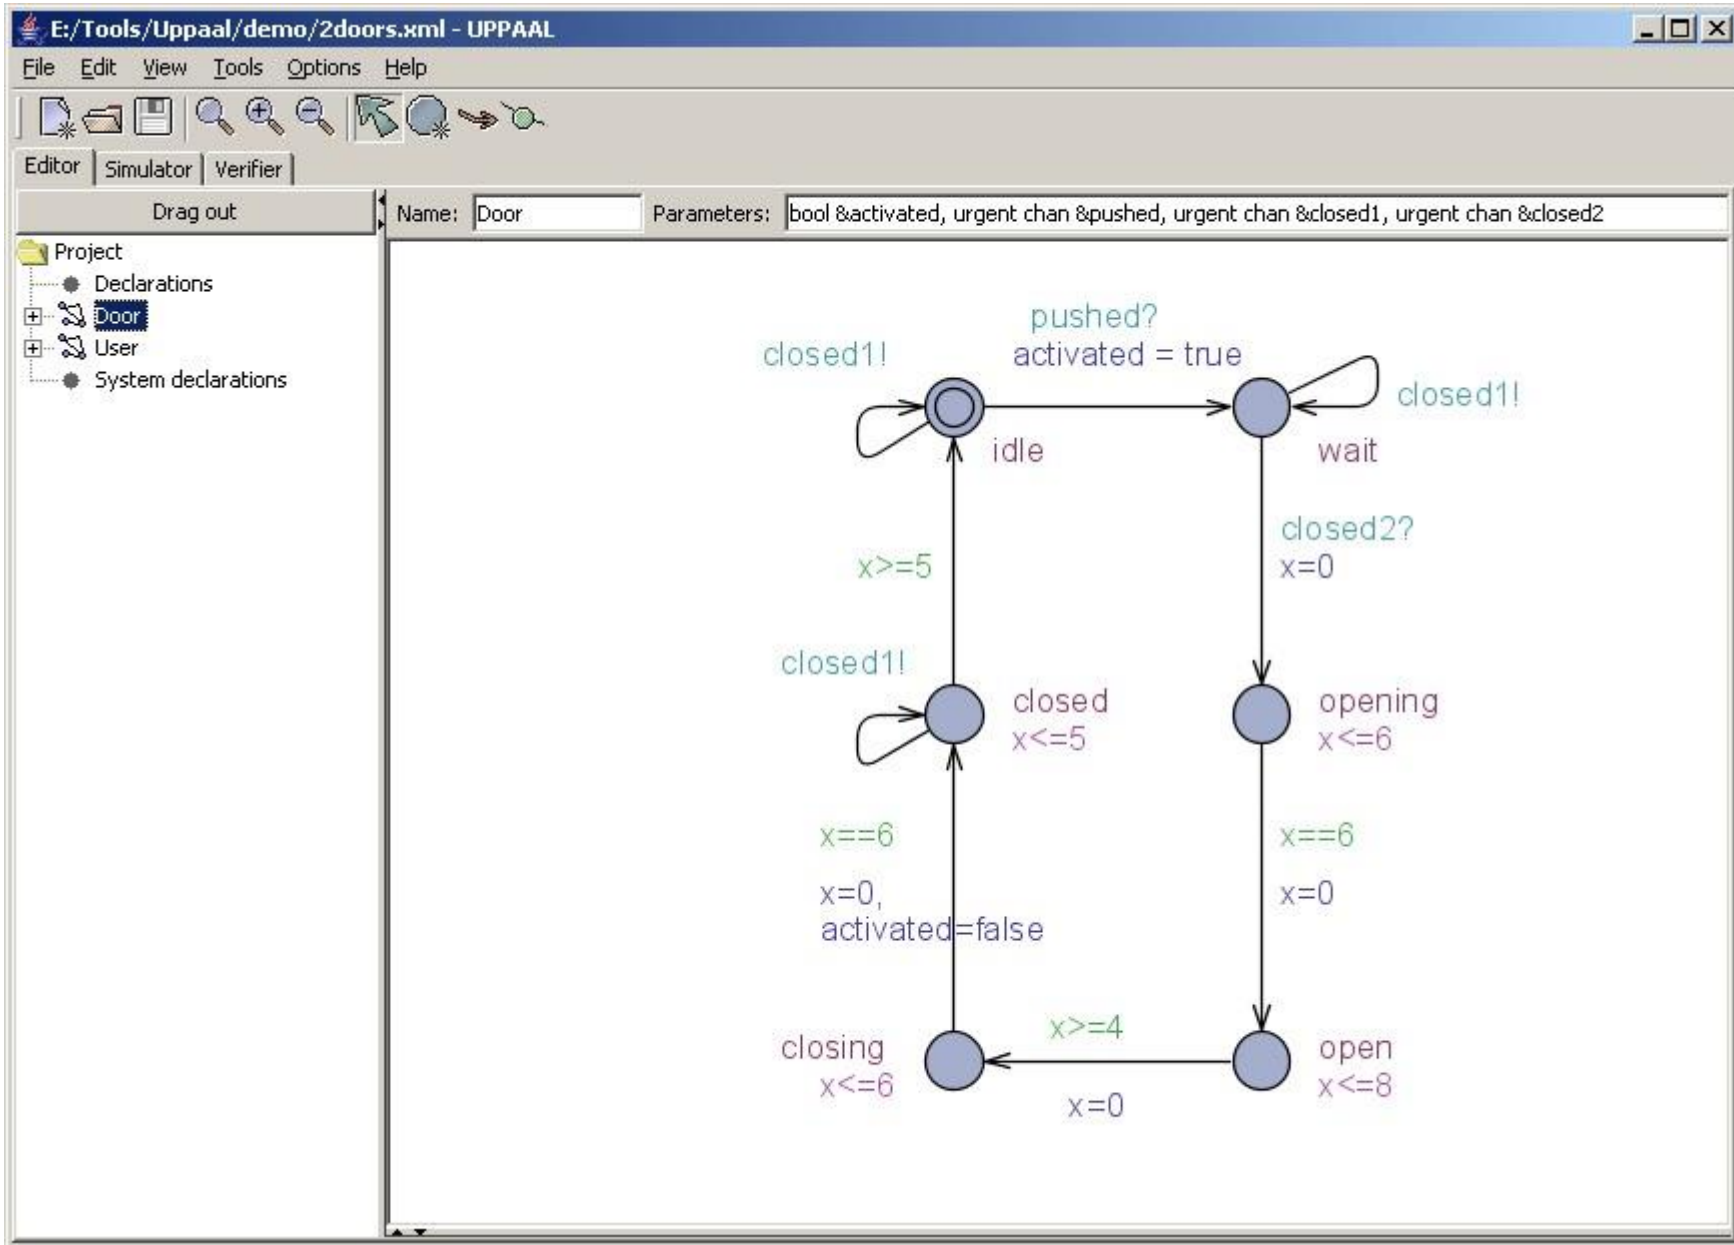 E:/Tools/Uppaal/demo/2doors.xml - UPPAAL
File Edit View Tools Options Help
Editor Simulator Verifier
Drag out
Name: Door Parameters: bool &activated, urgent chan &pushed, urgent chan &closed1, urgent chan &closed2
Project
Declarations
Door
User
System declarations
pushed?
activated = true
closed1!
closed1!
idle
wait
closed2?
x=0
x>=5
closed1!
closed
x<=5
opening
x<=6
x==6
x=0,
activated=false
x==6
x=0
closing
x<=6
x>=4
x=0
open
x<=8